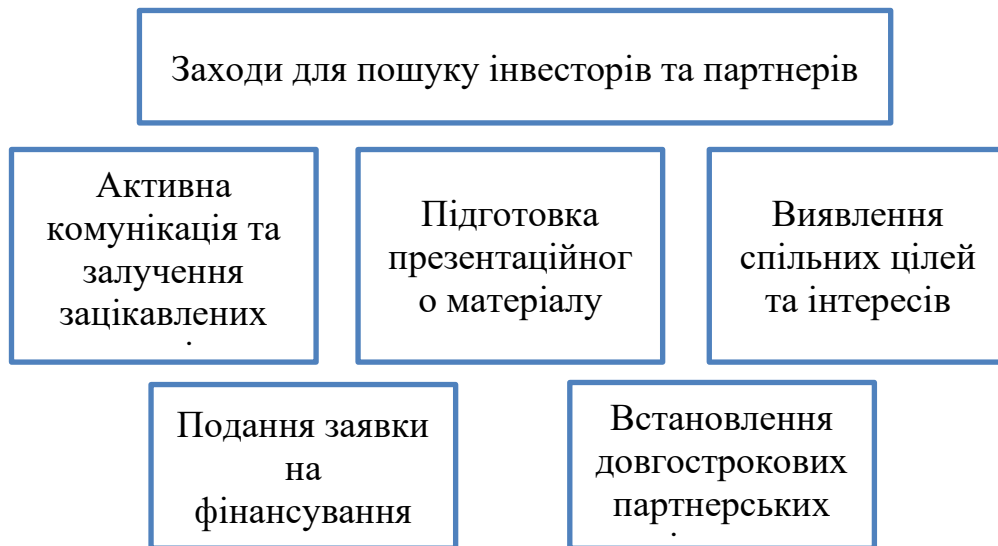 Заходи для пошуку інвесторів та партнерів
Активна
комунікація та
залучення
зацікавлених
Підготовка
презентаційног
о матеріалу
Виявлення
спільних цілей
та інтересів
Подання заявки
на
фінансування
Встановлення
довгострокових
партнерських